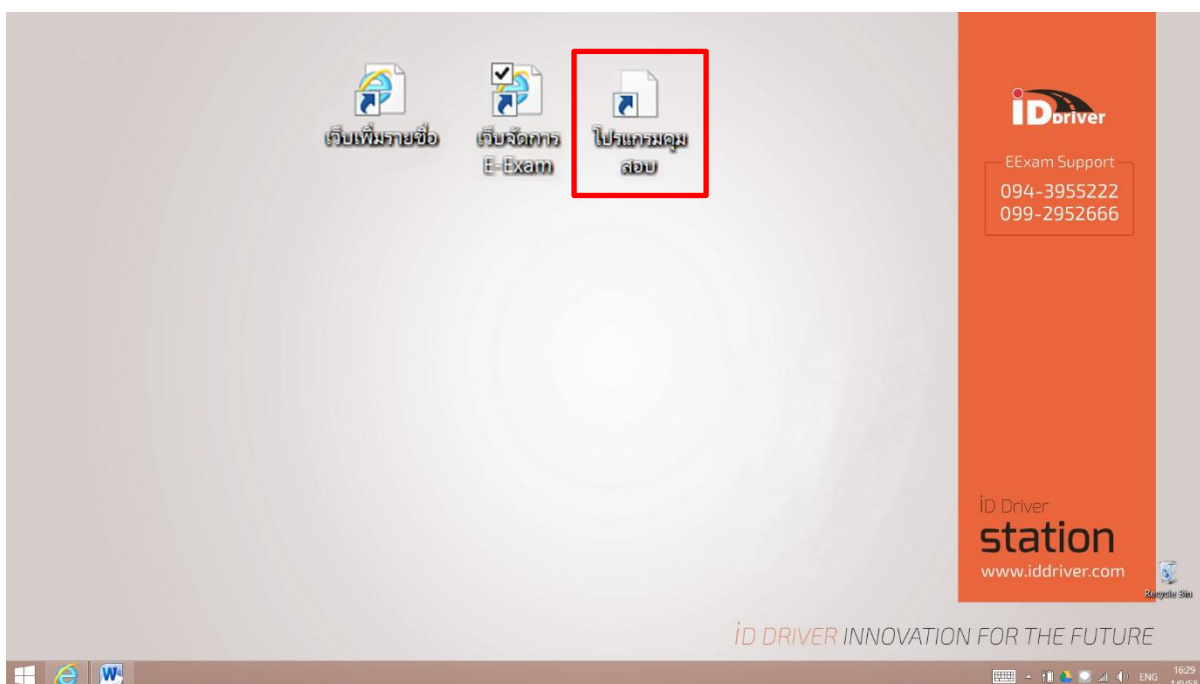 เว็บเพิ่มรายชื่อ
เว็บจัดการ
E-Exam
โปรแกรมคุม
สอบ
iDDriver
EExam Support
094-3955222
099-2952666
iD Driver
station
www.iddriver.com
Recycle Bin
iD DRIVER INNOVATION FOR THE FUTURE
ENG
16:29